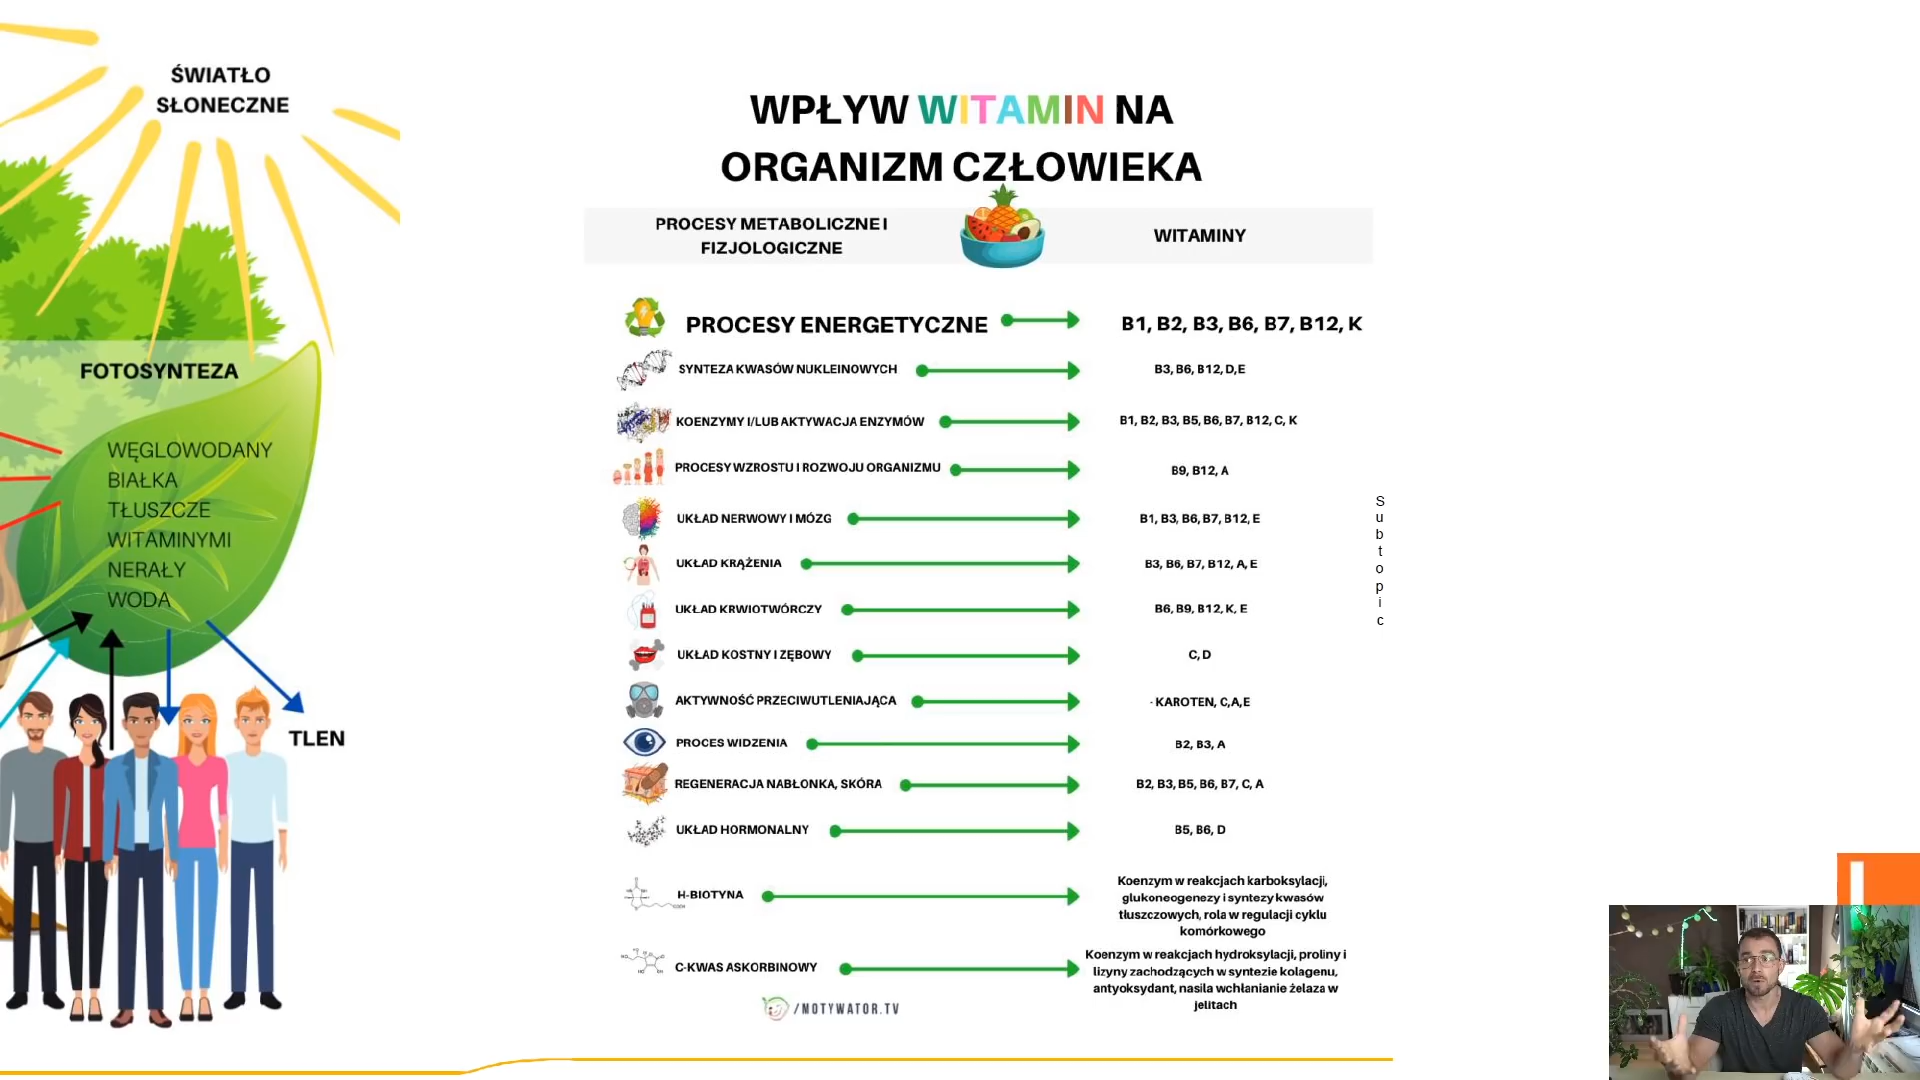 ŚWIATŁO
SŁONECZNE
FOTOSYNTEZA
WĘGLOWODANY
BIAŁKA
TŁUSZCZE
WITAMINYMI
NERAŁY
WODA
TLEN
WPŁYW WITAMIN NA
ORGANIZM CZŁOWIEKA
PROCESY METABOLICZNE I
FIZJOLOGICZNE
WITAMINY
PROCESY ENERGETYCZNE B1, B2, B3, B6, B7, B12, K
SYNTEZA KWASÓW NUKLEINOWYCH B3, B6, B12, D,E
KOENZYMY I/LUB AKTYWACJA ENZYMÓW B1, B2, B3, B5, B6, B7, B12, C, K
PROCESY WZROSTU I ROZWOJU ORGANIZMU B9, B12, A
UKŁAD NERWOWY I MÓZG B1, B3, B6, B7, B12, E
UKŁAD KRĄŻENIA B3, B6, B7, B12, A, E
UKŁAD KRWIOTWÓRCZY B6, B9, B12, K, E
UKŁAD KOSTNY I ZĘBOWY C, D
AKTYWNOŚĆ PRZECIWUTLENIAJĄCA - KAROTEN, C,A,E
PROCES WIDZENIA B2, B3, A
REGENERACJA NABŁONKA, SKÓRA B2, B3, B5, B6, B7, C, A
UKŁAD HORMONALNY B5, B6, D
H-BIOTYNA
Koenzym w reakcjach karboksylacji,
glukoneogenezy i syntezy kwasów
tłuszczowych, rola w regulacji cyklu
komórkowego
C-KWAS ASKORBINOWY
Koenzym w reakcjach hydroksylacji, proliny i
lizyny zachodzących w syntezie kolagenu,
antyoksydant, nasila wchłanianie żelaza w
jelitach
/MOTYWATOR.TV
Subtopic